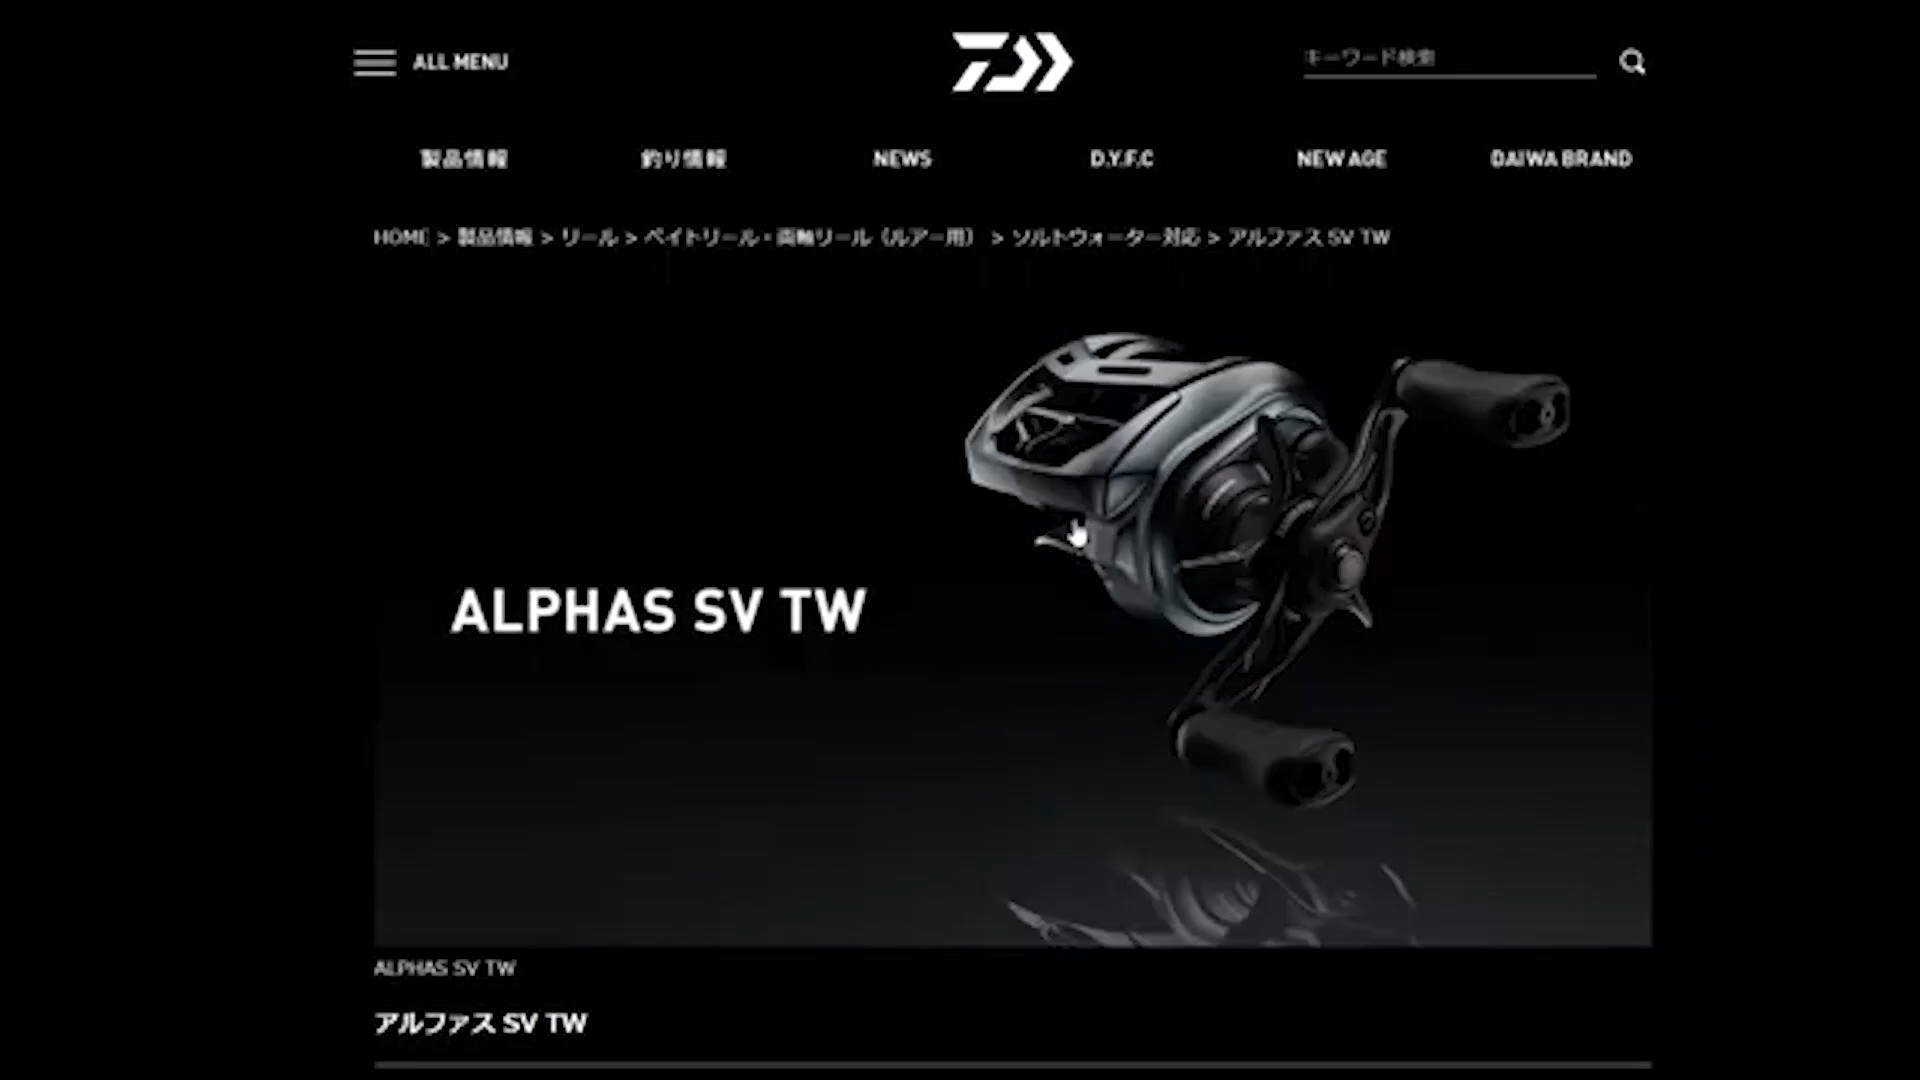 ALL MENU
キーワード検索
製品情報 釣り情報 NEWS D.Y.F.C NEW AGE DAIWA BRAND
HOME > 製品情報 > リール > ベイトリール・両軸リール（ルアー用） > ソルトウォーター対応 > アルファス SV TW
ALPHAS SV TW
ALPHAS SV TW
アルファス SV TW